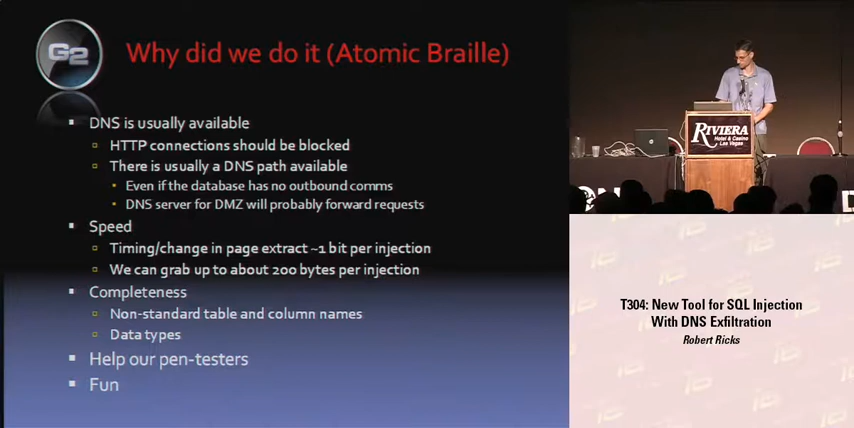 G2
Why did we do it (Atomic Braille)
DNS is usually available
HTTP connections should be blocked
There is usually a DNS path available
Even if the database has no outbound comms
DNS server for DMZ will probably forward requests
Speed
Timing/change in page extract ~1 bit per injection
We can grab up to about 200 bytes per injection
Completeness
Non-standard table and column names
Data types
Help our pen-testers
Fun
RIVIERA
Hotel & Casino
Las Vegas
T304: New Tool for SQL Injection
With DNS Exfiltration
Robert Ricks